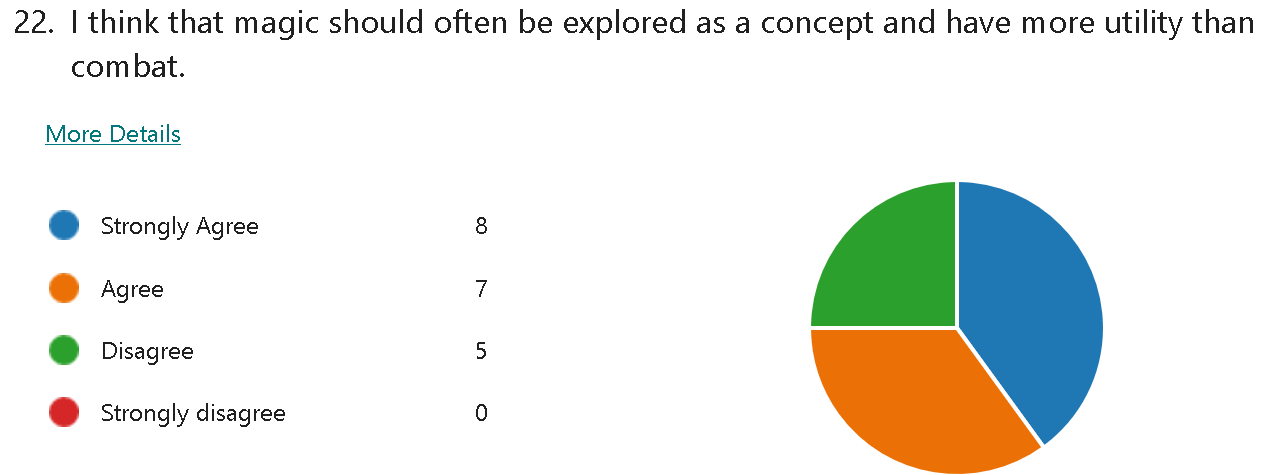 22. I think that magic should often be explored as a concept and have more utility than
combat.
More Details
Strongly Agree 8
Agree 7
Disagree 5
Strongly disagree 0